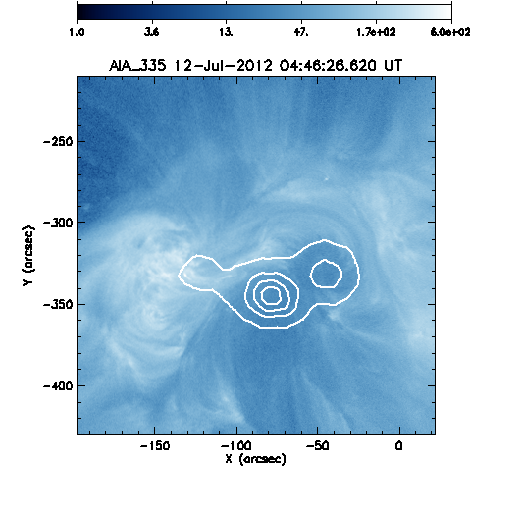 1.0 3.6 13. 47. 1.7e+02 6.0e+02
AIA_335 12-Jul-2012 04:46:26.620 UT
-250
-300
Y (arcsec)
-350
-400
-150 -100 -50 0
X (arcsec)